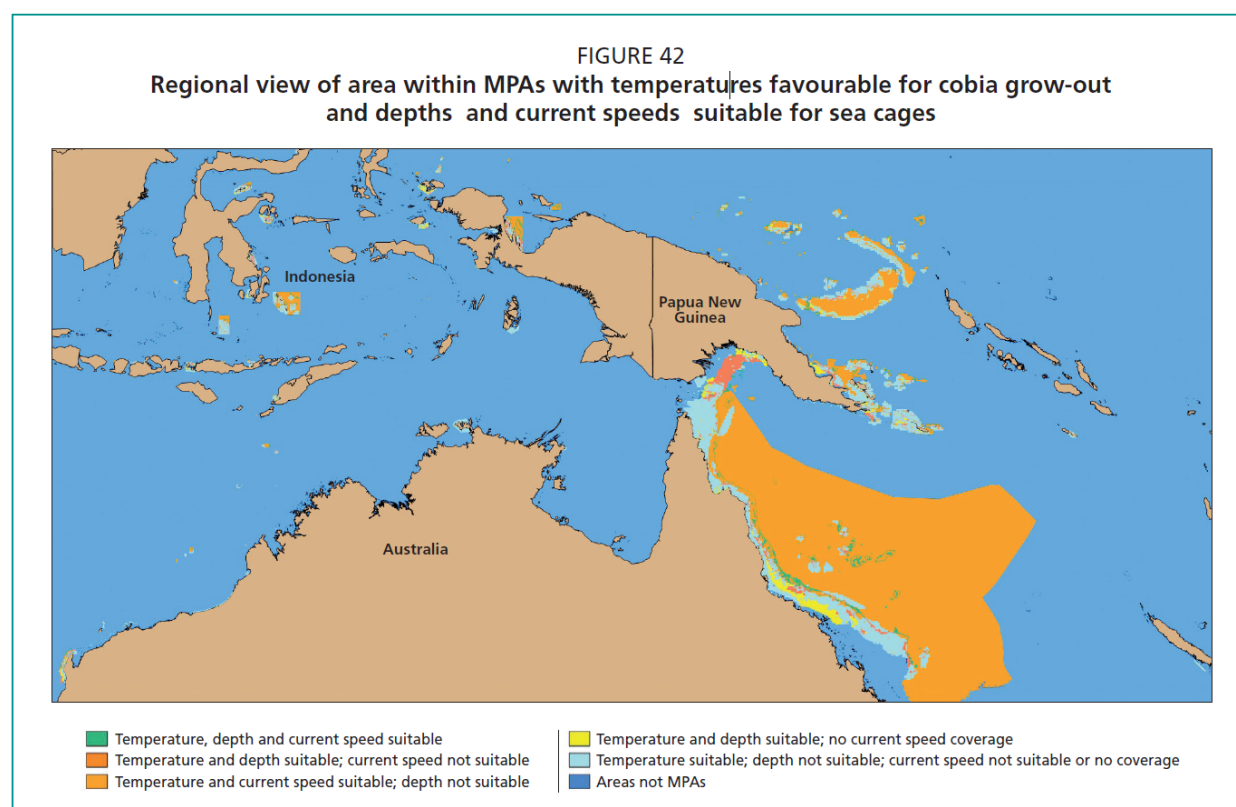 FIGURE 42
Regional view of area within MPAs with temperatures favourable for cobia grow-out
and depths and current speeds suitable for sea cages
Indonesia
Papua New
Guinea
Australia
Temperature, depth and current speed suitable
Temperature and depth suitable; current speed not suitable
Temperature and current speed suitable; depth not suitable
Temperature and depth suitable; no current speed coverage
Temperature suitable; depth not suitable; current speed not suitable or no coverage
Areas not MPAs